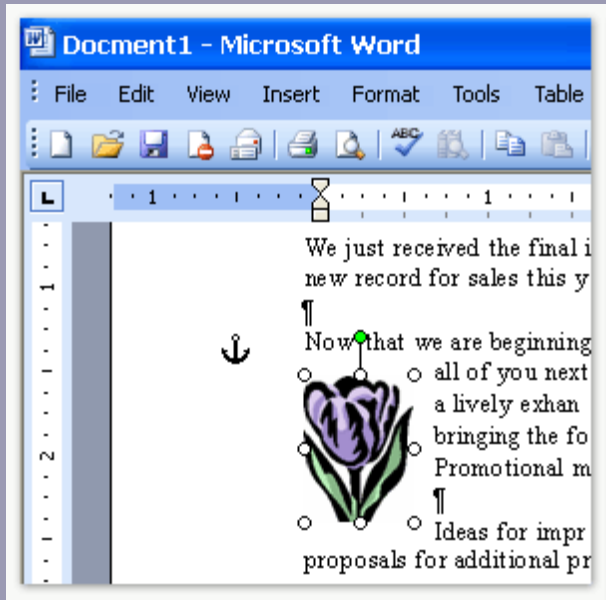 Docment1 - Microsoft Word
File Edit View Insert Format Tools Table
ABC
L
1 1
1
We just received the final i
new record for sales this y
¶
Now that we are beginning
all of you next
a lively exhan
bringing the fo
2
Promotional m
¶
Ideas for impr
proposals for additional pr